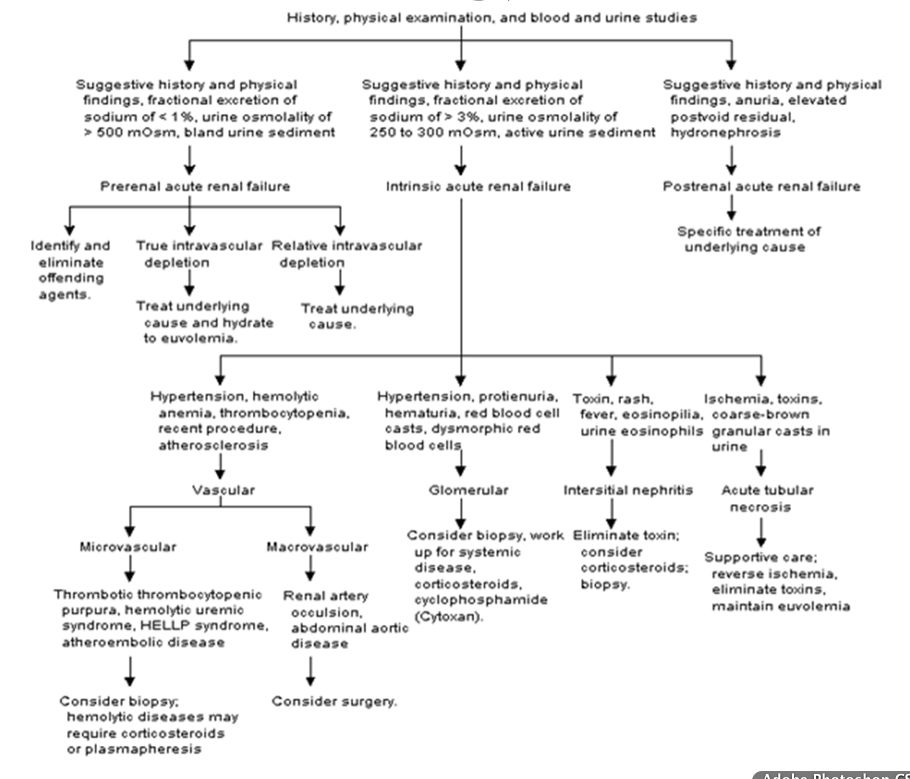 History, physical examination, and blood and urine studies
Suggestive history and physical
findings, fractional excretion of
sodium of < 1%, urine osmolality of
> 500 mOsm, bland urine sediment
Suggestive history and physical
findings, fractional excretion of
sodium of > 3%, urine osmolality of
250 to 300 mOsm, active urine sediment
Suggestive history and physical
findings, anuria, elevated
postvoid residual,
hydronephrosis
Prerenal acute renal failure
Intrinsic acute renal failure
Postrenal acute renal failure
Identify and
eliminate
offending
agents.
True intravascular
depletion
Relative intravascular
depletion
Specific treatment of
underlying cause
Treat underlying
cause and hydrate
to euvolemia.
Treat underlying
cause.
Hypertension, hemolytic
anemia, thrombocytopenia,
recent procedure,
atherosclerosis
Hypertension, protienuria,
hematuria, red blood cell
casts, dysmorphic red
blood cells
Toxin, rash,
fever, eosinopilia,
urine eosinophils
Ischemia, toxins,
coarse-brown
granular casts in
urine
Vascular
Glomerular
Intersitial nephritis
Acute tubular
necrosis
Microvascular
Macrovascular
Consider biopsy, work
up for systemic
disease,
corticosteroids,
cyclophosphamide
(Cytoxan).
Eliminate toxin;
consider
corticosteroids;
biopsy.
Supportive care;
reverse ischemia,
eliminate toxins,
maintain euvolemia
Thrombotic thrombocytopenic
purpura, hemolytic uremic
syndrome, HELLP syndrome,
atheroembolic disease
Renal artery
occulsion,
abdominal aortic
disease
Consider biopsy;
hemolytic diseases may
require corticosteroids
or plasmapheresis
Consider surgery.
Adobe Photoshop